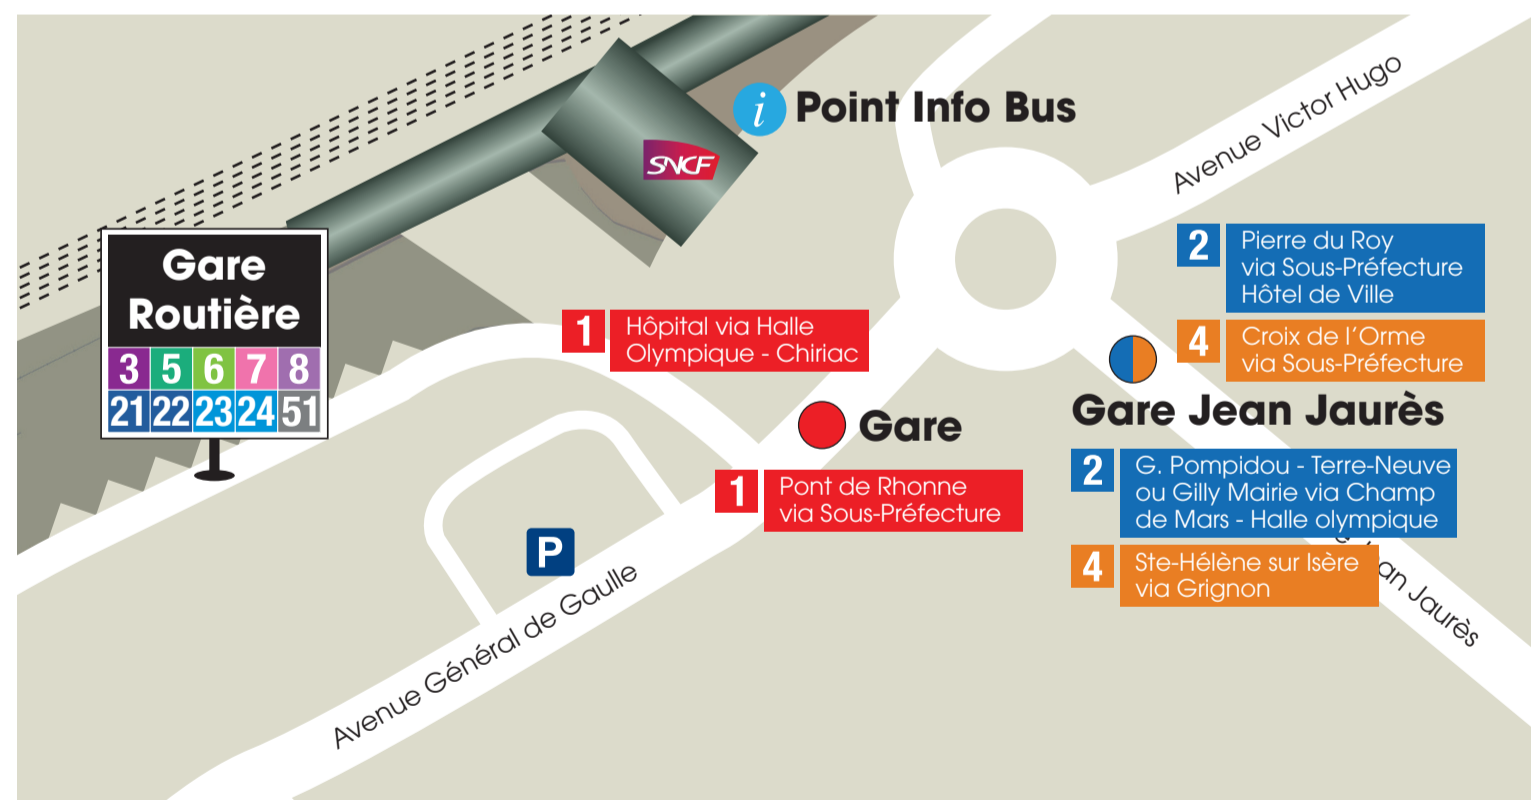 i Point Info Bus
SNCF
Avenue Victor Hugo
Gare
Routière
3 5 6 7 8
21 22 23 24 51
1 Hôpital via Halle
Olympique - Chiriac
Gare
1 Pont de Rhonne
via Sous-Préfecture
2 Pierre du Roy
via Sous-Préfecture
Hôtel de Ville
4 Croix de l'Orme
via Sous-Préfecture
Gare Jean Jaurès
2 G. Pompidou - Terre-Neuve
ou Gilly Mairie via Champ
de Mars - Halle olympique
4 Ste-Hélène sur Isère
via Grignon
Jaurès
P
Avenue Général de Gaulle